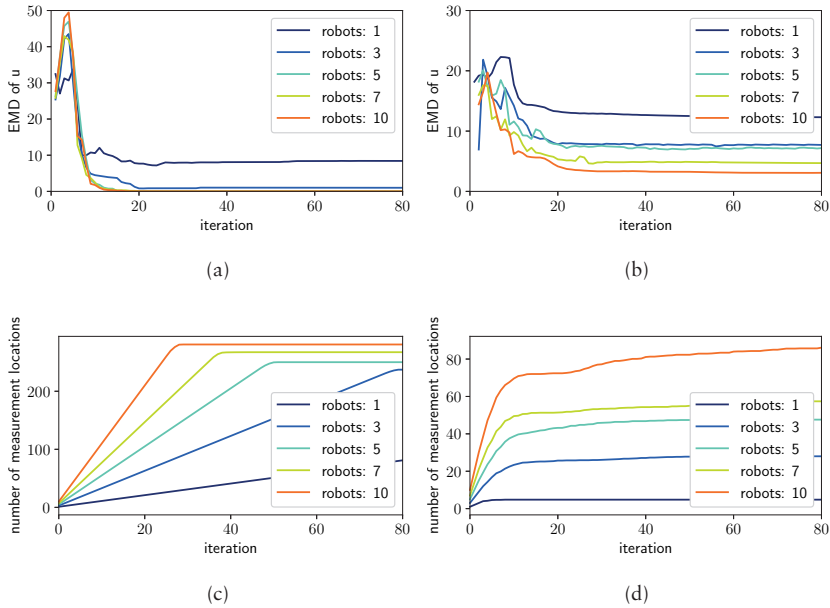 50
40
30
20
10
0
EMD of u
robots: 1
robots: 3
robots: 5
robots: 7
robots: 10
0 20 40 60 80
iteration
(a)
30
20
10
0
EMD of u
robots: 1
robots: 3
robots: 5
robots: 7
robots: 10
0 20 40 60 80
iteration
(b)
200
100
0
number of measurement locations
robots: 1
robots: 3
robots: 5
robots: 7
robots: 10
0 20 40 60 80
iteration
(c)
80
60
40
20
0
number of measurement locations
robots: 1
robots: 3
robots: 5
robots: 7
robots: 10
0 20 40 60 80
iteration
(d)